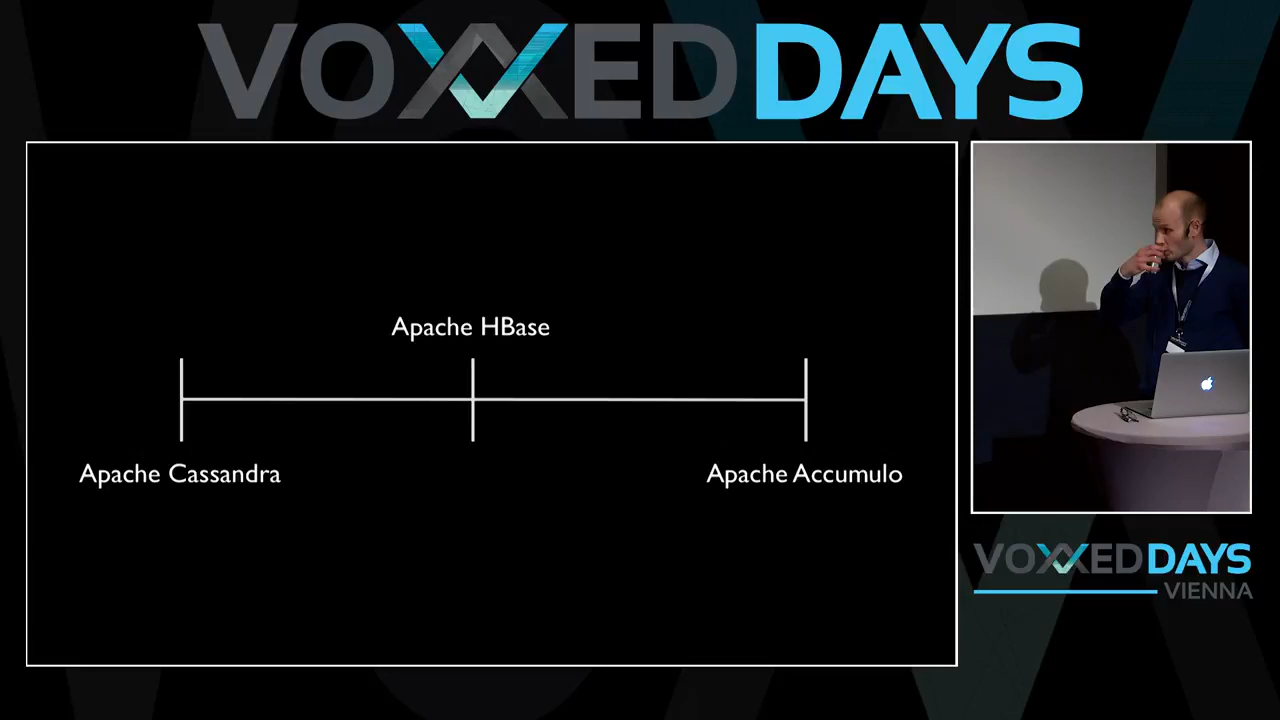 VOXXED DAYS
Apache HBase
Apache Cassandra
Apache Accumulo
VOXXED DAYS
VIENNA